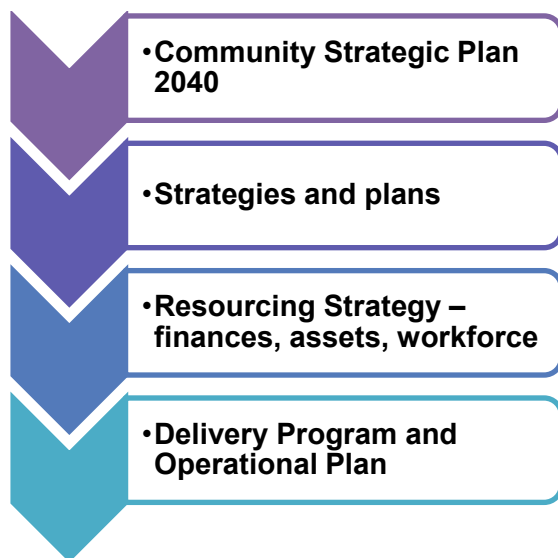 •Community Strategic Plan
2040
•Strategies and plans
•Resourcing Strategy –
finances, assets, workforce
•Delivery Program and
Operational Plan